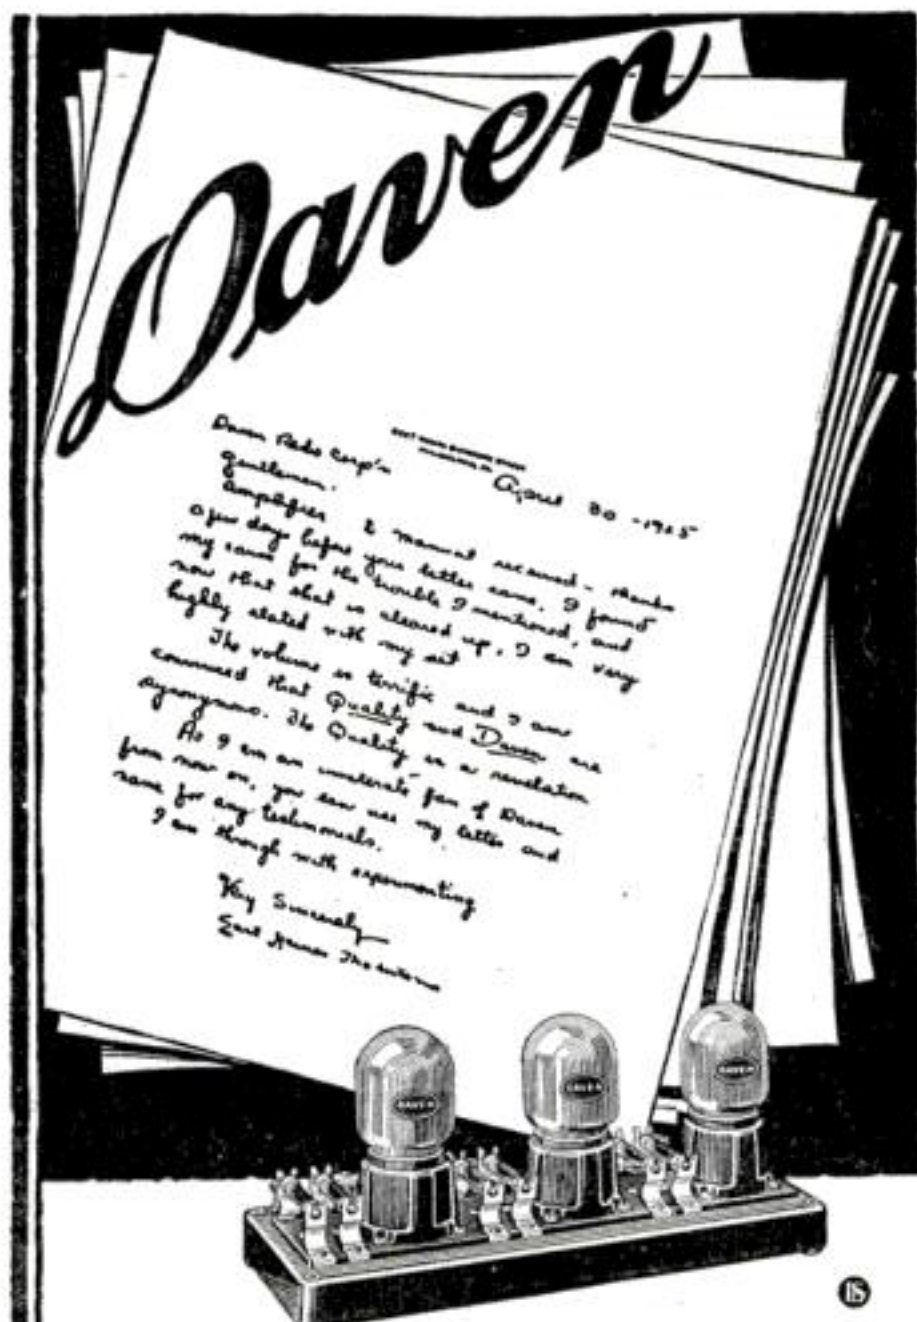 Daven
Daven Radio Corp'n
April 30 - 1925
Gentlemen.
Amplifier & manual received - thanks
a few days before your letter came. I found
my cause for the trouble I mentioned, and
now that that is cleared up, I am very
highly elated with my set
The volume is terrific and I am
convinced that Quality and Daven are
synonymous. The Quality is a revelation
As I am an inveterate fan of Daven
from now on, you can use my letter and
name for any testimonials.
I am through with experimenting
Very Sincerely
Earl
DAVEN
DAVEN
DAVEN